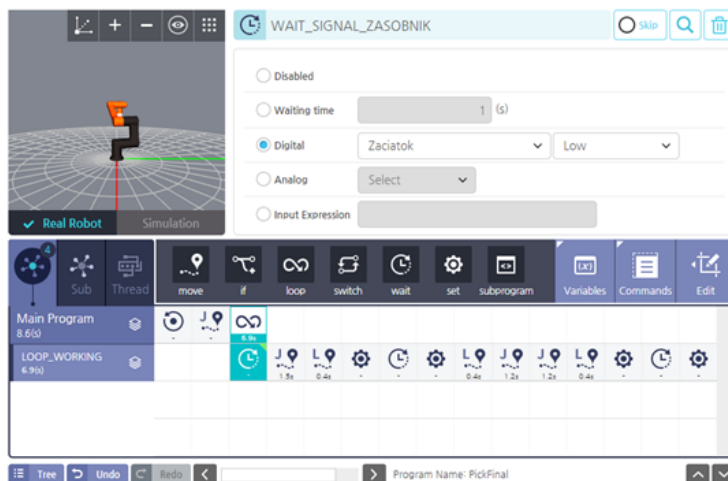 WAIT_SIGNAL_ZASOBNIK
Skip
Disabled
Waiting time 1 (s)
Digital Zaciatok Low
Analog Select
Input Expression
Real Robot Simulation
4
Sub Thread move if loop switch wait set subprogram Variables Commands Edit
Main Program
8.6(s)
- - 6.9s
LOOP_WORKING
6.9(s)
- 1.5s 0.4s - - - 0.4s 1.2s 1.2s 0.4s - - -
Tree Undo Redo Program Name: PickFinal